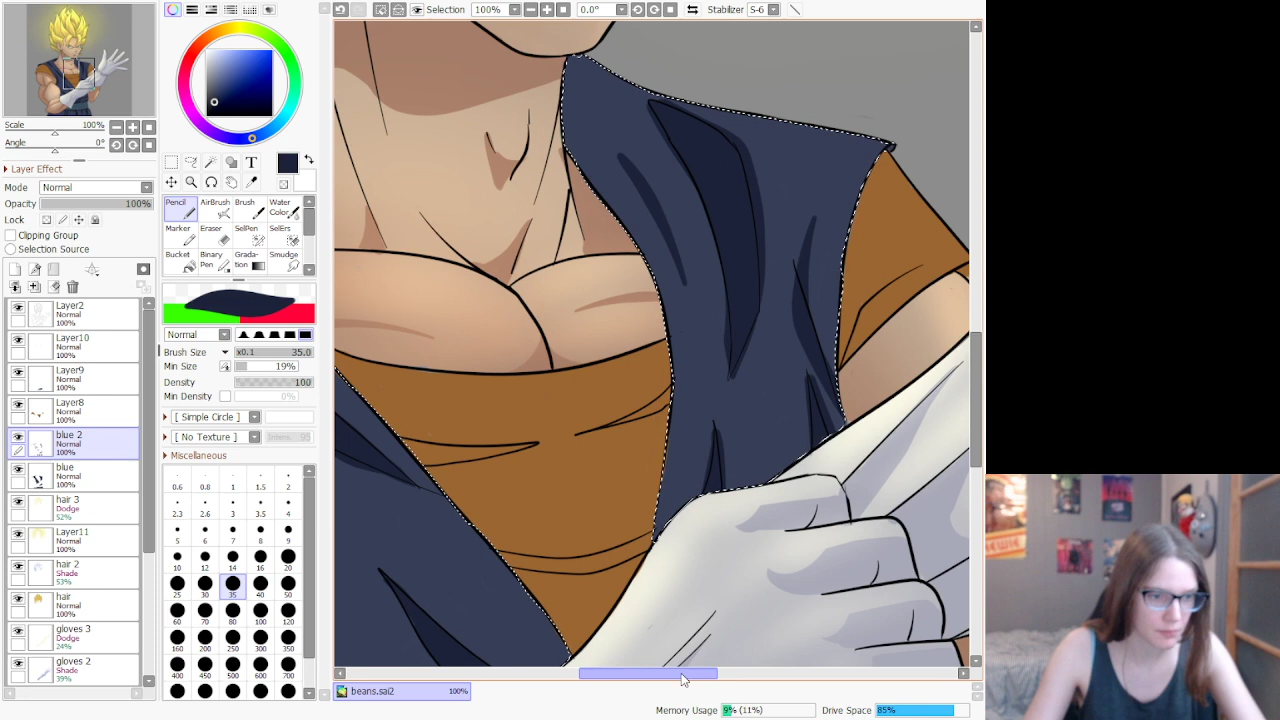 Selection
100%
0.0°
Stabilizer S-6
Scale 100%
Angle 0°
Layer Effect
Mode Normal
Opacity 100%
Lock
Clipping Group
Selection Source
Layer2
Normal
100%
Layer10
Normal
100%
Layer9
Normal
100%
Layer8
Normal
100%
blue 2
Normal
100%
blue
Normal
100%
hair 3
Dodge
52%
Layer11
Normal
100%
hair 2
Shade
53%
hair
Normal
100%
gloves 3
Dodge
24%
gloves 2
Shade
39%
T
Pencil AirBrush Brush Water Color
Marker Eraser SelPen SelErs
Bucket Binary Pen Grada-tion Smudge
Normal
Brush Size x0.1 35.0
Min Size 19%
Density 100
Min Density 0%
[ Simple Circle ]
[ No Texture ] 95
Miscellaneous
0.6 0.8 1 1.5 2
2.3 2.6 3 3.5 4
5 6 7 8 9
10 12 14 16 20
25 30 35 40 50
60 70 80 100 120
160 200 250 300 350
400 450 500 600 700
beans.sai2 100%
Memory Usage 9% (11%) Drive Space 85%